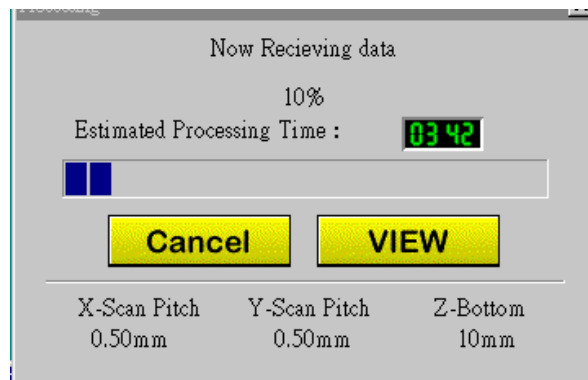 Processing
Now Recieving data
10%
Estimated Processing Time :
03 42
Cancel VIEW
X-Scan Pitch Y-Scan Pitch Z-Bottom
0.50mm 0.50mm 10mm